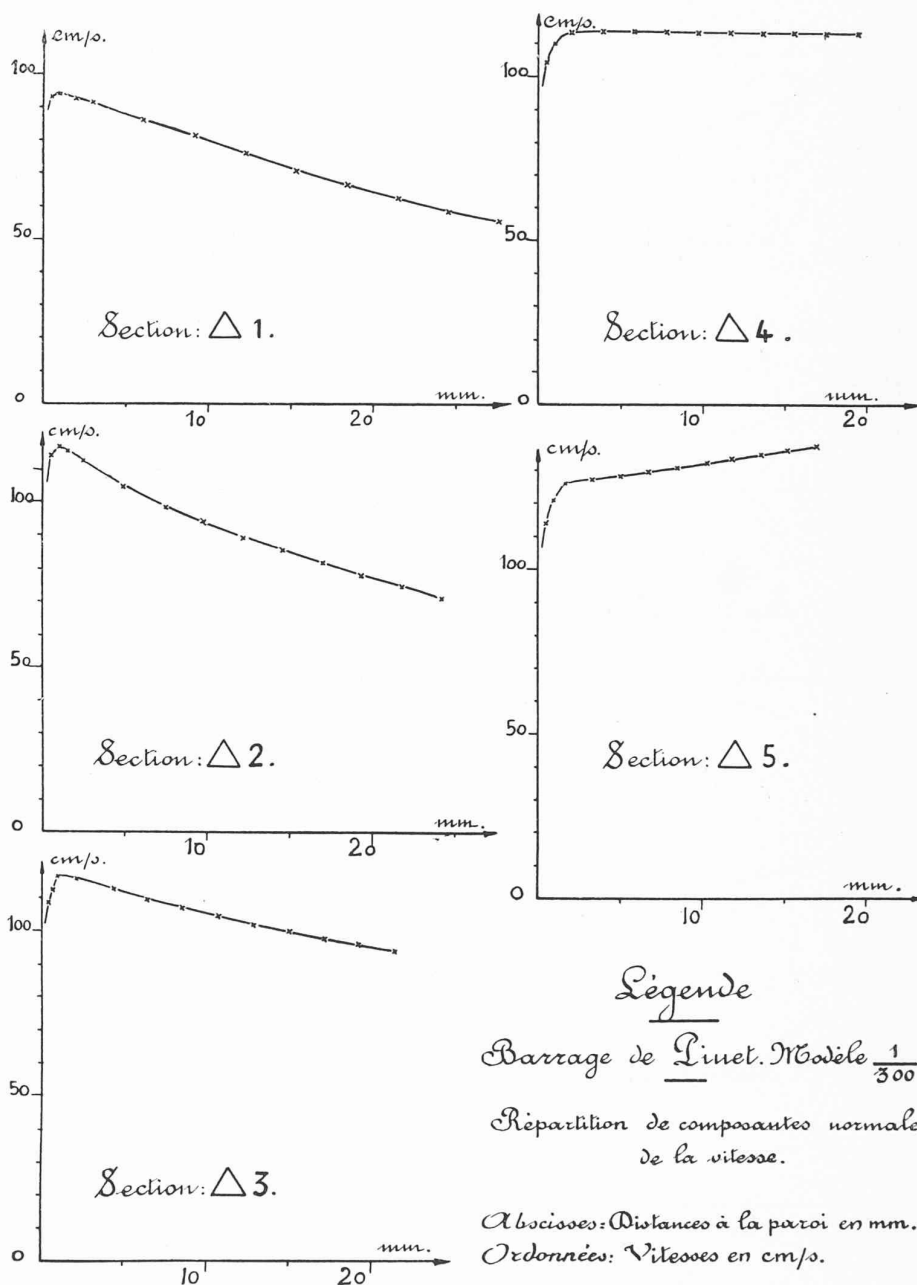 cm/s.
100
50
0
10
20
mm.
Section: △ 1.
cm/s.
100
50
0
10
20
mm.
Section: △ 4.
cm/s.
100
50
0
10
20
mm.
Section: △ 2.
cm/s.
100
50
0
10
20
mm.
Section: △ 5.
cm/s.
100
50
0
10
20
mm.
Section: △ 3.
Légende
Barrage de Pinet. Modèle 1/300
Répartition de composantes normale
de la vitesse.
Abscisses: Distances à la paroi en mm.
Ordonnées: Vitesses en cm/s.